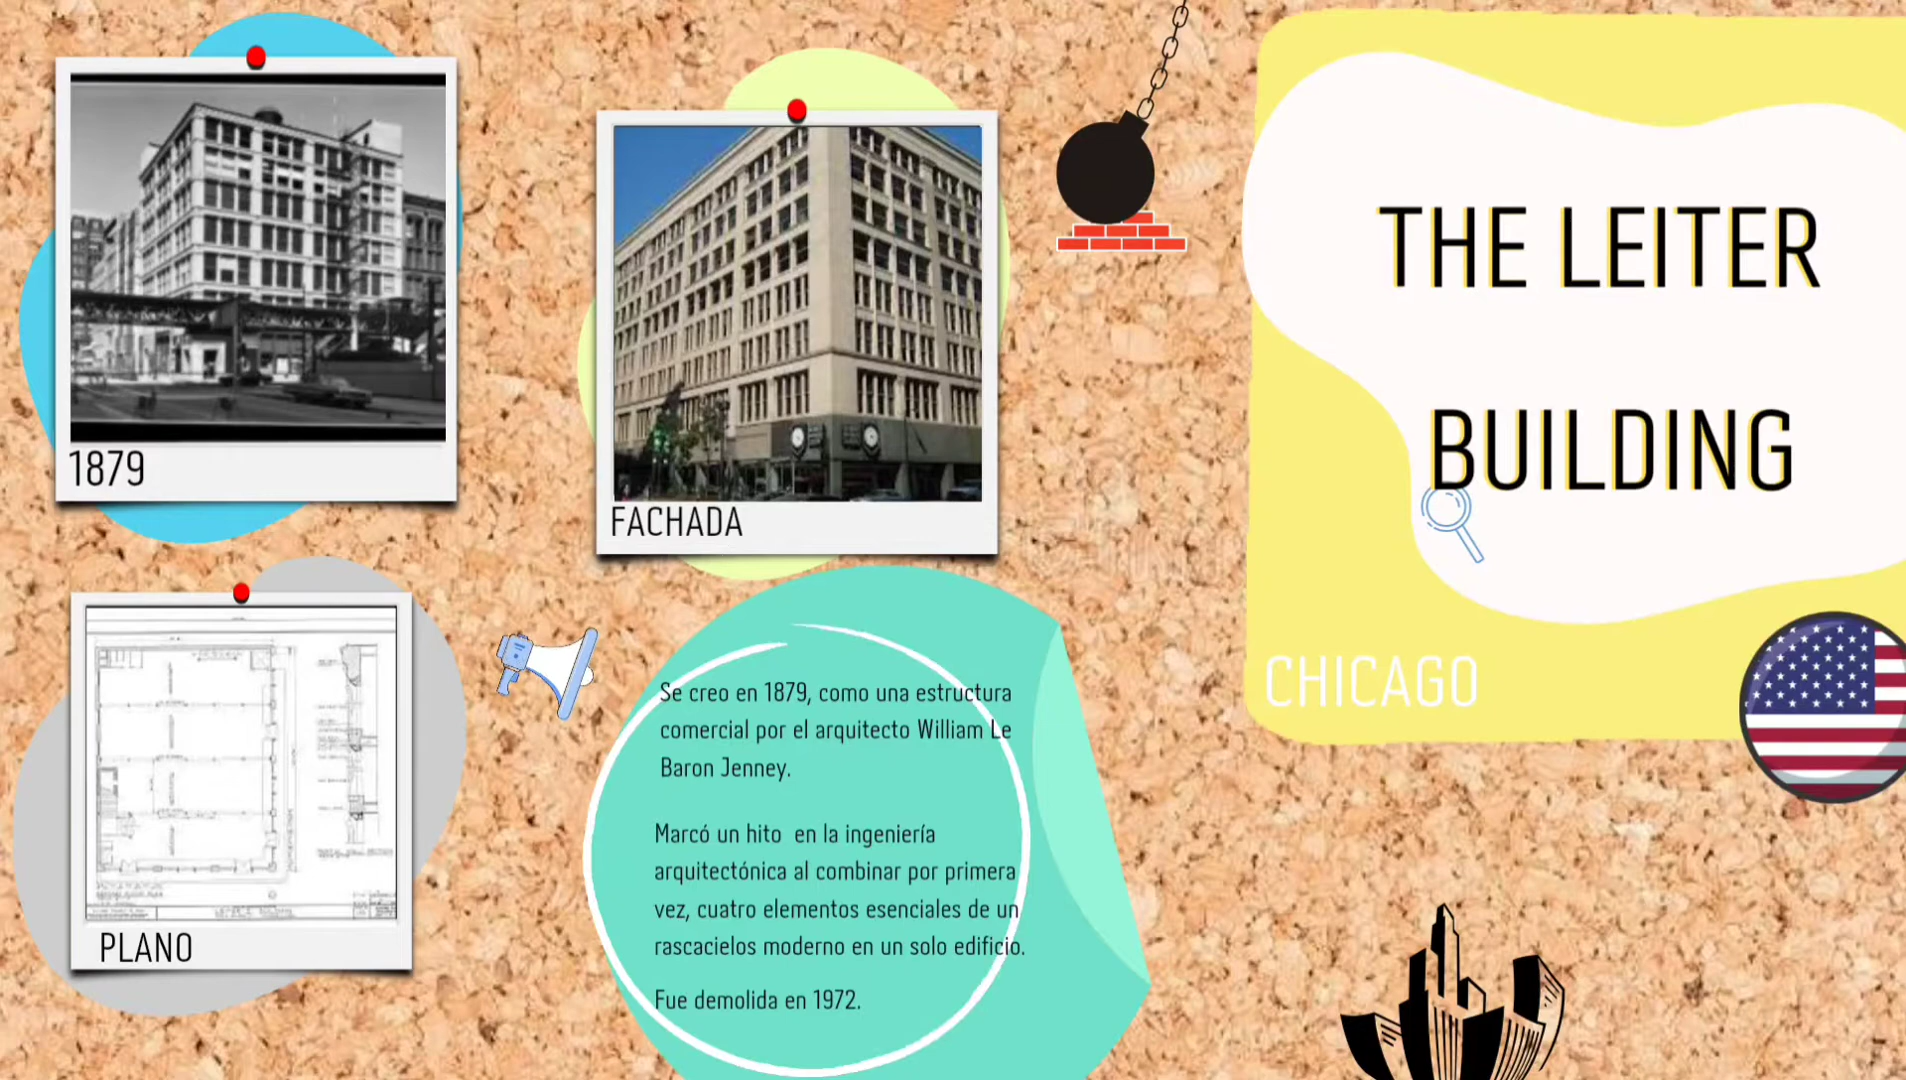 THE LEITER
BUILDING
CHICAGO
1879
FACHADA
PLANO
Se creo en 1879, como una estructura
comercial por el arquitecto William Le
Baron Jenney.
Marcó un hito en la ingeniería
arquitectónica al combinar por primera
vez, cuatro elementos esenciales de un
rascacielos moderno en un solo edificio.
Fue demolida en 1972.